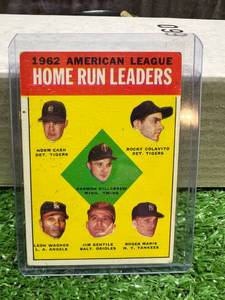 1962 AMERICAN LEAGUE
HOME RUN LEADERS
NORM CASH
DET. TIGERS
ROCKY COLAVITO
DET. TIGERS
HARMON KILLEBREW
MINN. TWINS
LEON WAGNER
L. A. ANGELS
JIM GENTILE
BALT. ORIOLES
ROGER MARIS
N. Y. YANKEES